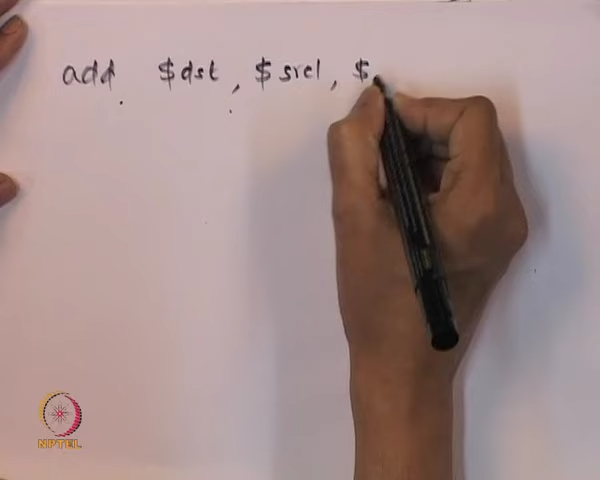 add $dst, $src1, $
NPTEL